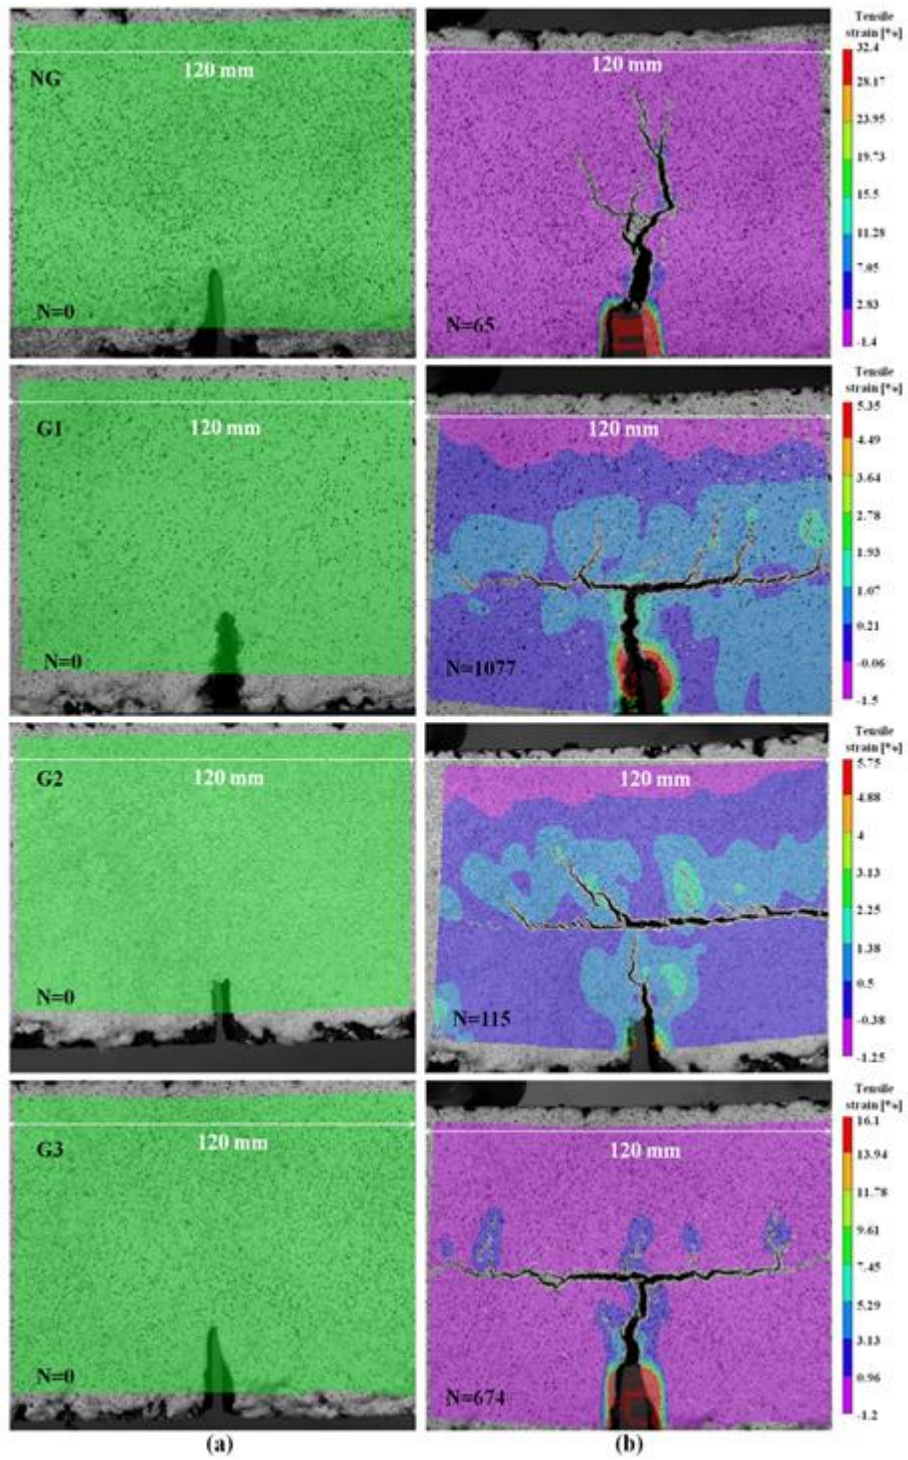 120 mm
NG
N=0
120 mm
N=65
Tensile
strain [%]
32.4
28.17
23.95
19.73
15.5
11.28
7.05
2.83
-1.4
120 mm
G1
N=0
120 mm
N=1077
Tensile
strain [%]
5.35
4.49
3.64
2.78
1.93
1.07
0.21
-0.06
-1.5
120 mm
G2
N=0
120 mm
N=115
Tensile
strain [%]
5.75
4.88
4
3.13
2.25
1.38
0.5
-0.38
-1.25
120 mm
G3
N=0
120 mm
N=674
Tensile
strain [%]
16.1
13.94
11.78
9.61
7.45
5.29
3.13
0.96
-1.2
(a)
(b)